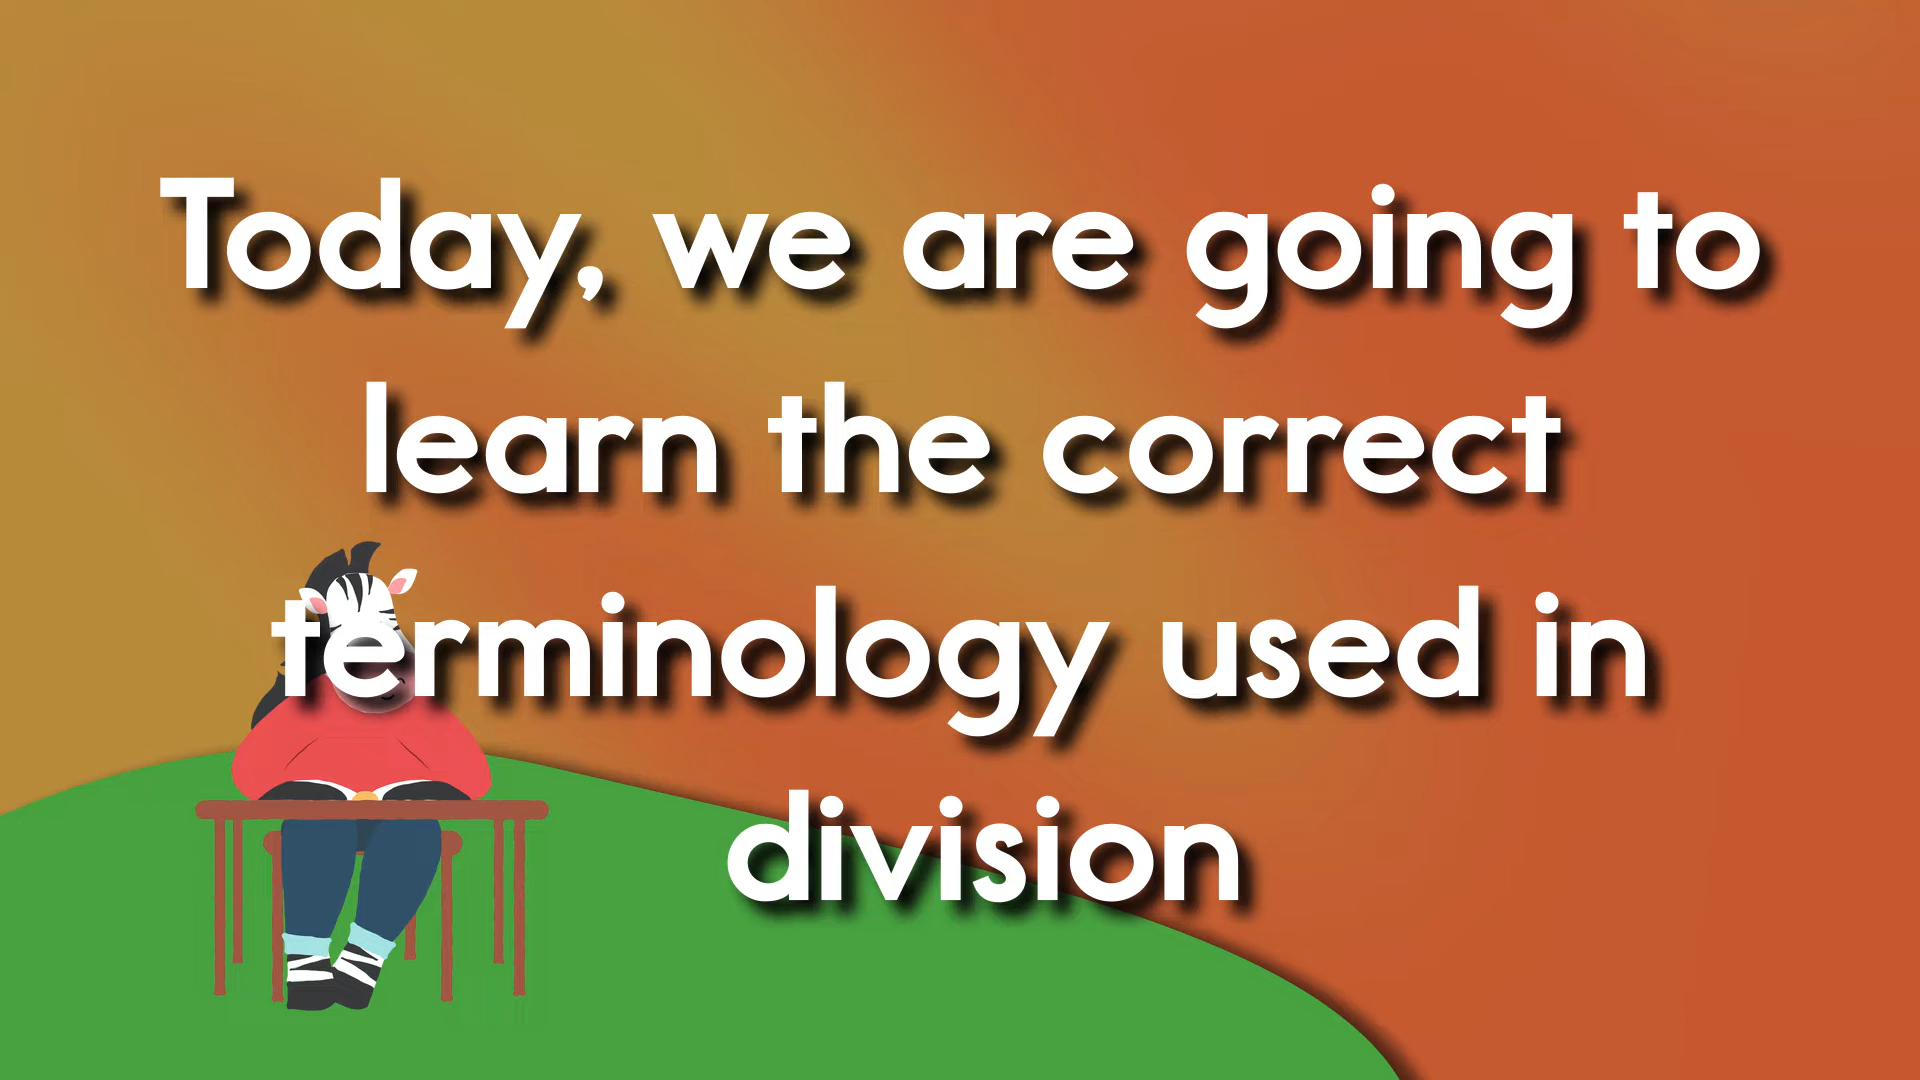 Today, we are going to
learn the correct
terminology used in
division